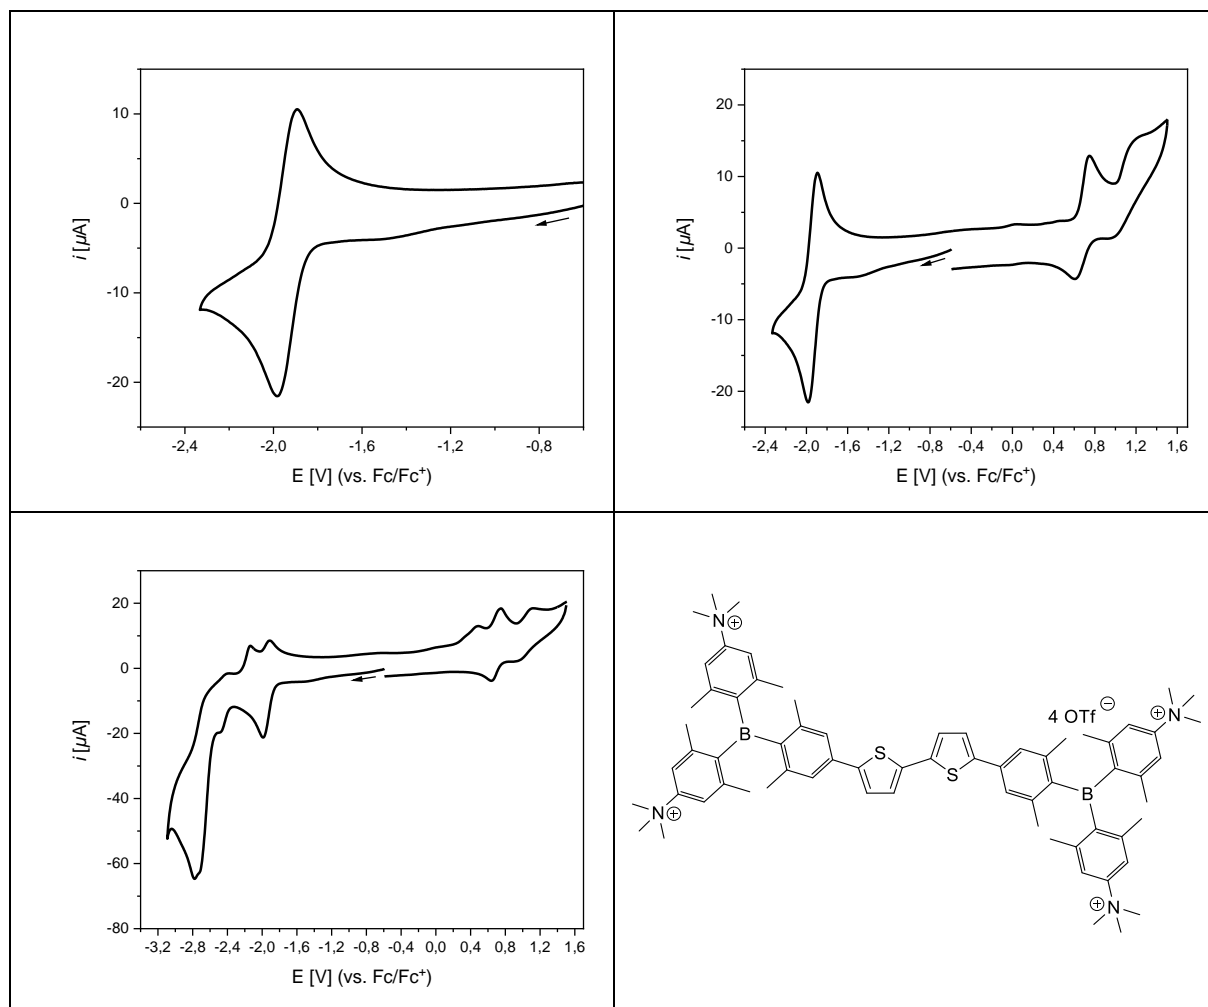 10
0
-10
-20
i [µA]
-2,4 -2,0 -1,6 -1,2 -0,8
E [V] (vs. Fc/Fc+)
20
10
0
-10
-20
i [µA]
-2,4 -2,0 -1,6 -1,2 -0,8 -0,4 0,0 0,4 0,8 1,2 1,6
E [V] (vs. Fc/Fc+)
20
0
-20
-40
-60
-80
i [µA]
-3,2 -2,8 -2,4 -2,0 -1,6 -1,2 -0,8 -0,4 0,0 0,4 0,8 1,2 1,6
E [V] (vs. Fc/Fc+)
N+
B
N+
S
S
4 OTf −
N+
B
N+